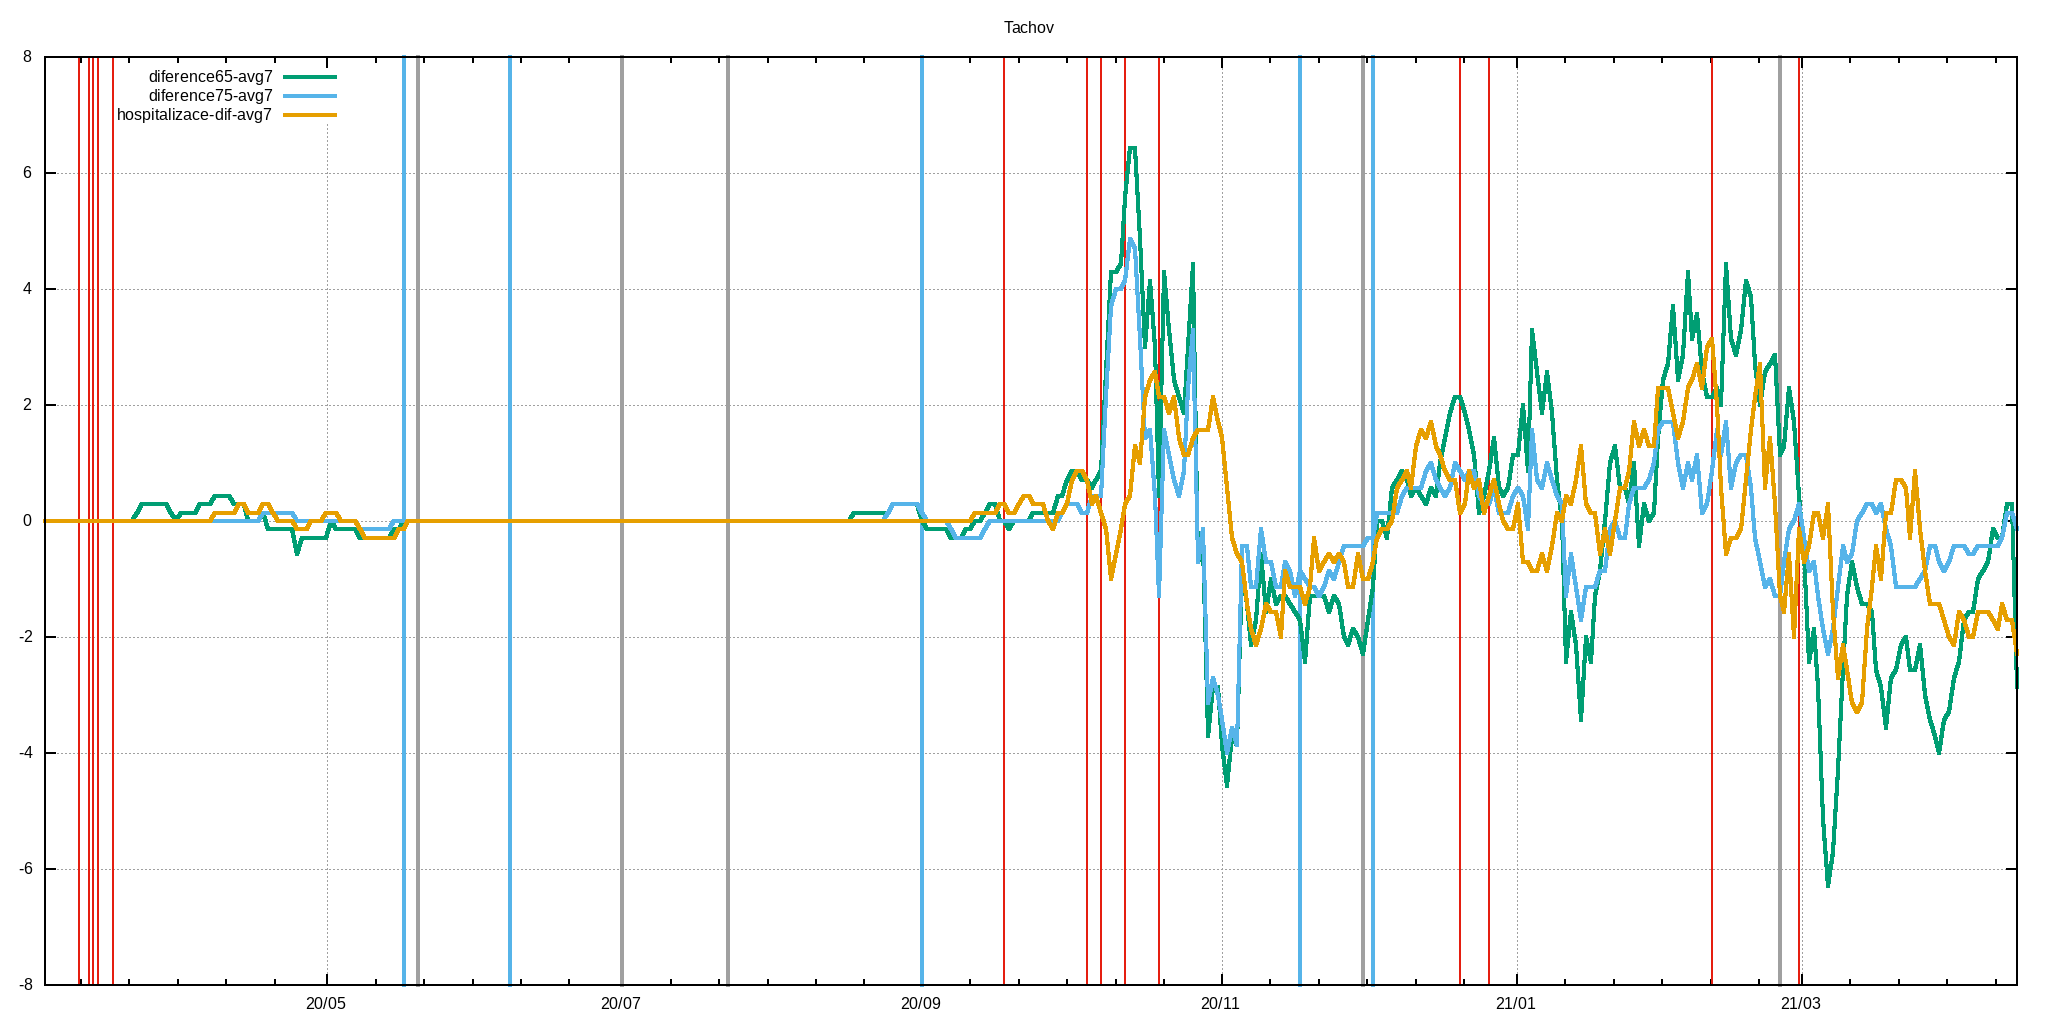 Tachov
diference65-avg7
diference75-avg7
hospitalizace-dif-avg7
8
6
4
2
0
-2
-4
-6
-8
20/05 20/07 20/09 20/11 21/01 21/03